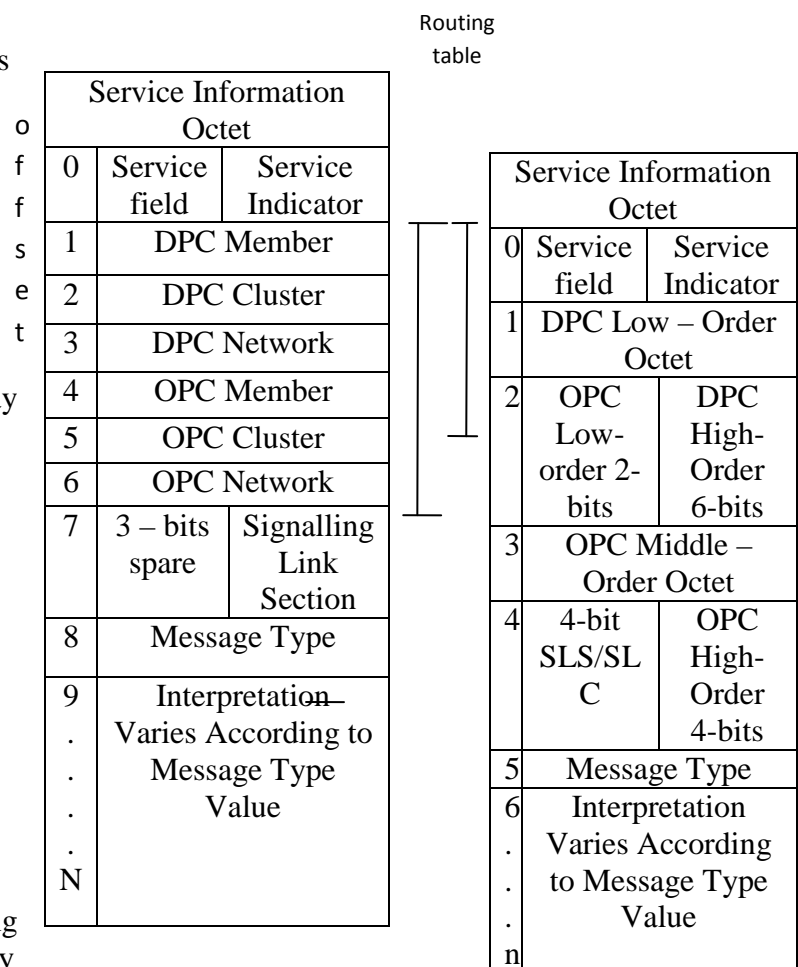 Routing
table
s
o
f
f
s
e
t
y
g
y
Service Information
Octet
0 Service Service
field Indicator
1 DPC Member
2 DPC Cluster
3 DPC Network
4 OPC Member
5 OPC Cluster
6 OPC Network
7 3 – bits Signalling
spare Link
Section
8 Message Type
9 Interpretation
. Varies According to
. Message Type
. Value
.
N
Service Information
Octet
0 Service Service
field Indicator
1 DPC Low – Order
Octet
2 OPC DPC
Low- High-
order 2- Order
bits 6-bits
3 OPC Middle –
Order Octet
4 4-bit OPC
SLS/SL High-
C Order
4-bits
5 Message Type
6 Interpretation
. Varies According
. to Message Type
. Value
n